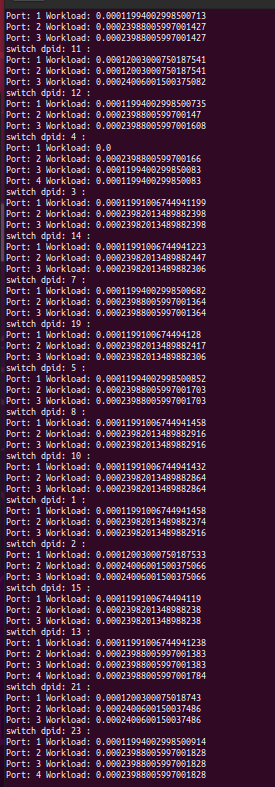 Port: 1 Workload: 0.00011994002998500713
Port: 2 Workload: 0.00023988005997001427
Port: 3 Workload: 0.00023988005997001427
switch dpid: 11 :
Port: 1 Workload: 0.00012003000750187541
Port: 2 Workload: 0.00012003000750187541
Port: 3 Workload: 0.00024006001500375082
switch dpid: 12 :
Port: 1 Workload: 0.00011994002998500735
Port: 2 Workload: 0.0002398800599700147
Port: 3 Workload: 0.00023988005997001608
switch dpid: 4 :
Port: 1 Workload: 0.0
Port: 2 Workload: 0.0002398800599700166
Port: 3 Workload: 0.0001199400299850083
Port: 4 Workload: 0.0001199400299850083
switch dpid: 3 :
Port: 1 Workload: 0.00011991006744941199
Port: 2 Workload: 0.00023982013489882398
Port: 3 Workload: 0.00023982013489882398
switch dpid: 14 :
Port: 1 Workload: 0.00011991006744941223
Port: 2 Workload: 0.00023982013489882447
Port: 3 Workload: 0.00023982013489882306
switch dpid: 7 :
Port: 1 Workload: 0.00011994002998500682
Port: 2 Workload: 0.00023988005997001364
Port: 3 Workload: 0.00023988005997001364
switch dpid: 19 :
Port: 1 Workload: 0.0001199100674494128
Port: 2 Workload: 0.00023982013489882417
Port: 3 Workload: 0.00023982013489882306
switch dpid: 5 :
Port: 1 Workload: 0.00011994002998500852
Port: 2 Workload: 0.00023988005997001703
Port: 3 Workload: 0.00023988005997001703
switch dpid: 8 :
Port: 1 Workload: 0.00011991006744941458
Port: 2 Workload: 0.00023982013489882916
Port: 3 Workload: 0.00023982013489882916
switch dpid: 10 :
Port: 1 Workload: 0.00011991006744941432
Port: 2 Workload: 0.00023982013489882864
Port: 3 Workload: 0.00023982013489882864
switch dpid: 1 :
Port: 1 Workload: 0.00011991006744941458
Port: 2 Workload: 0.00023982013489882374
Port: 3 Workload: 0.00023982013489882916
switch dpid: 2 :
Port: 1 Workload: 0.00012003000750187533
Port: 2 Workload: 0.00024006001500375066
Port: 3 Workload: 0.00024006001500375066
switch dpid: 15 :
Port: 1 Workload: 0.0001199100674494119
Port: 2 Workload: 0.0002398201348988238
Port: 3 Workload: 0.0002398201348988238
switch dpid: 13 :
Port: 1 Workload: 0.00011991006744941238
Port: 2 Workload: 0.00023988005997001383
Port: 3 Workload: 0.00023988005997001383
Port: 4 Workload: 0.00023988005997001784
switch dpid: 21 :
Port: 1 Workload: 0.0001200300075018743
Port: 2 Workload: 0.0002400600150037486
Port: 3 Workload: 0.0002400600150037486
switch dpid: 23 :
Port: 1 Workload: 0.00011994002998500914
Port: 2 Workload: 0.00023988005997001828
Port: 3 Workload: 0.00023988005997001828
Port: 4 Workload: 0.00023988005997001828